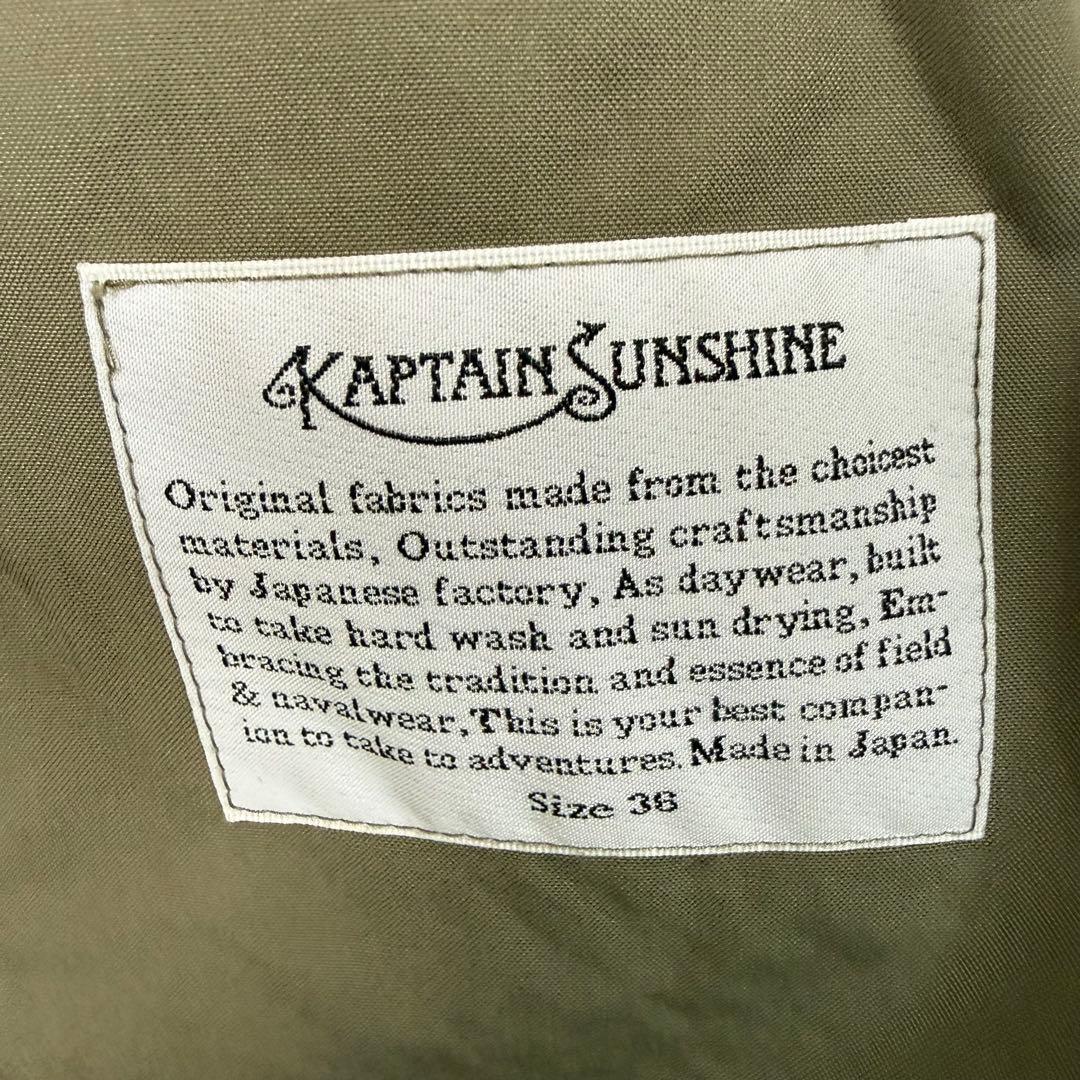 KAPTAIN SUNSHINE
Original fabrics made from the choicest
materials, Outstanding craftsmanship
by Japanese factory, As daywear, built
to take hard wash and sun drying, Em-
bracing the tradition and essence of field
& navalwear, This is your best compan-
ion to take to adventures. Made in Japan.
Size 36